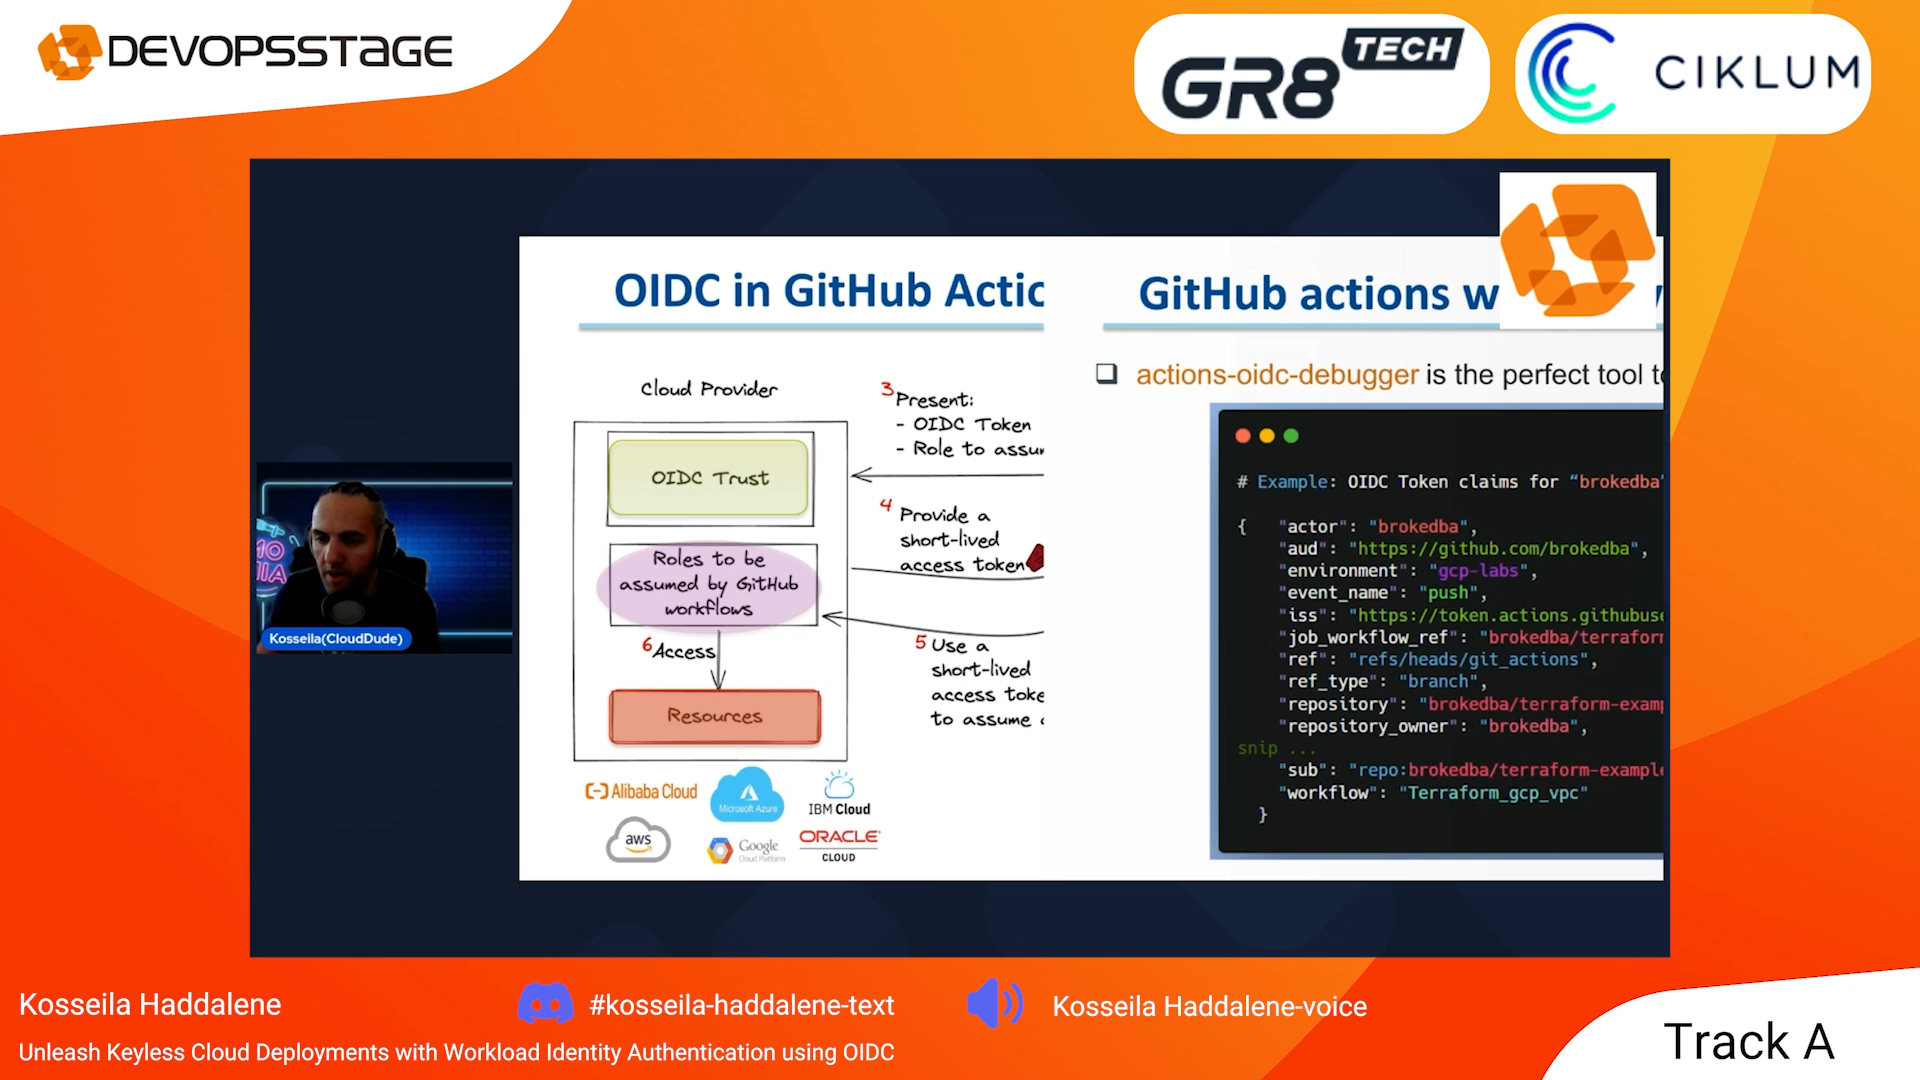 DEVOPSSTAGE
GR8 TECH
CIKLUM
OIDC in GitHub Actic
Cloud Provider
OIDC Trust
Roles to be
assumed by GitHub
workflows
6 Access
Resources
3 Present:
- OIDC Token
- Role to assum
4 Provide a
short-lived
access token
5 Use a
short-lived
access toke
to assume
Alibaba Cloud
Microsoft Azure
IBM Cloud
aws
Google
Cloud Platform
ORACLE
CLOUD
GitHub actions w
actions-oidc-debugger is the perfect tool to
# Example: OIDC Token claims for “brokedba”
{ "actor": "brokedba",
"aud": "https://github.com/brokedba",
"environment": "gcp-labs",
"event_name": "push",
"iss": "https://token.actions.githubuse
"job_workflow_ref": "brokedba/terraform
"ref": "refs/heads/git_actions",
"ref_type": "branch",
"repository": "brokedba/terraform-examp
"repository_owner": "brokedba",
snip ...
"sub": "repo:brokedba/terraform-example
"workflow": "Terraform_gcp_vpc"
}
Kosseila(CloudDude)
Kosseila Haddalene
#kosseila-haddalene-text
Kosseila Haddalene-voice
Unleash Keyless Cloud Deployments with Workload Identity Authentication using OIDC
Track A